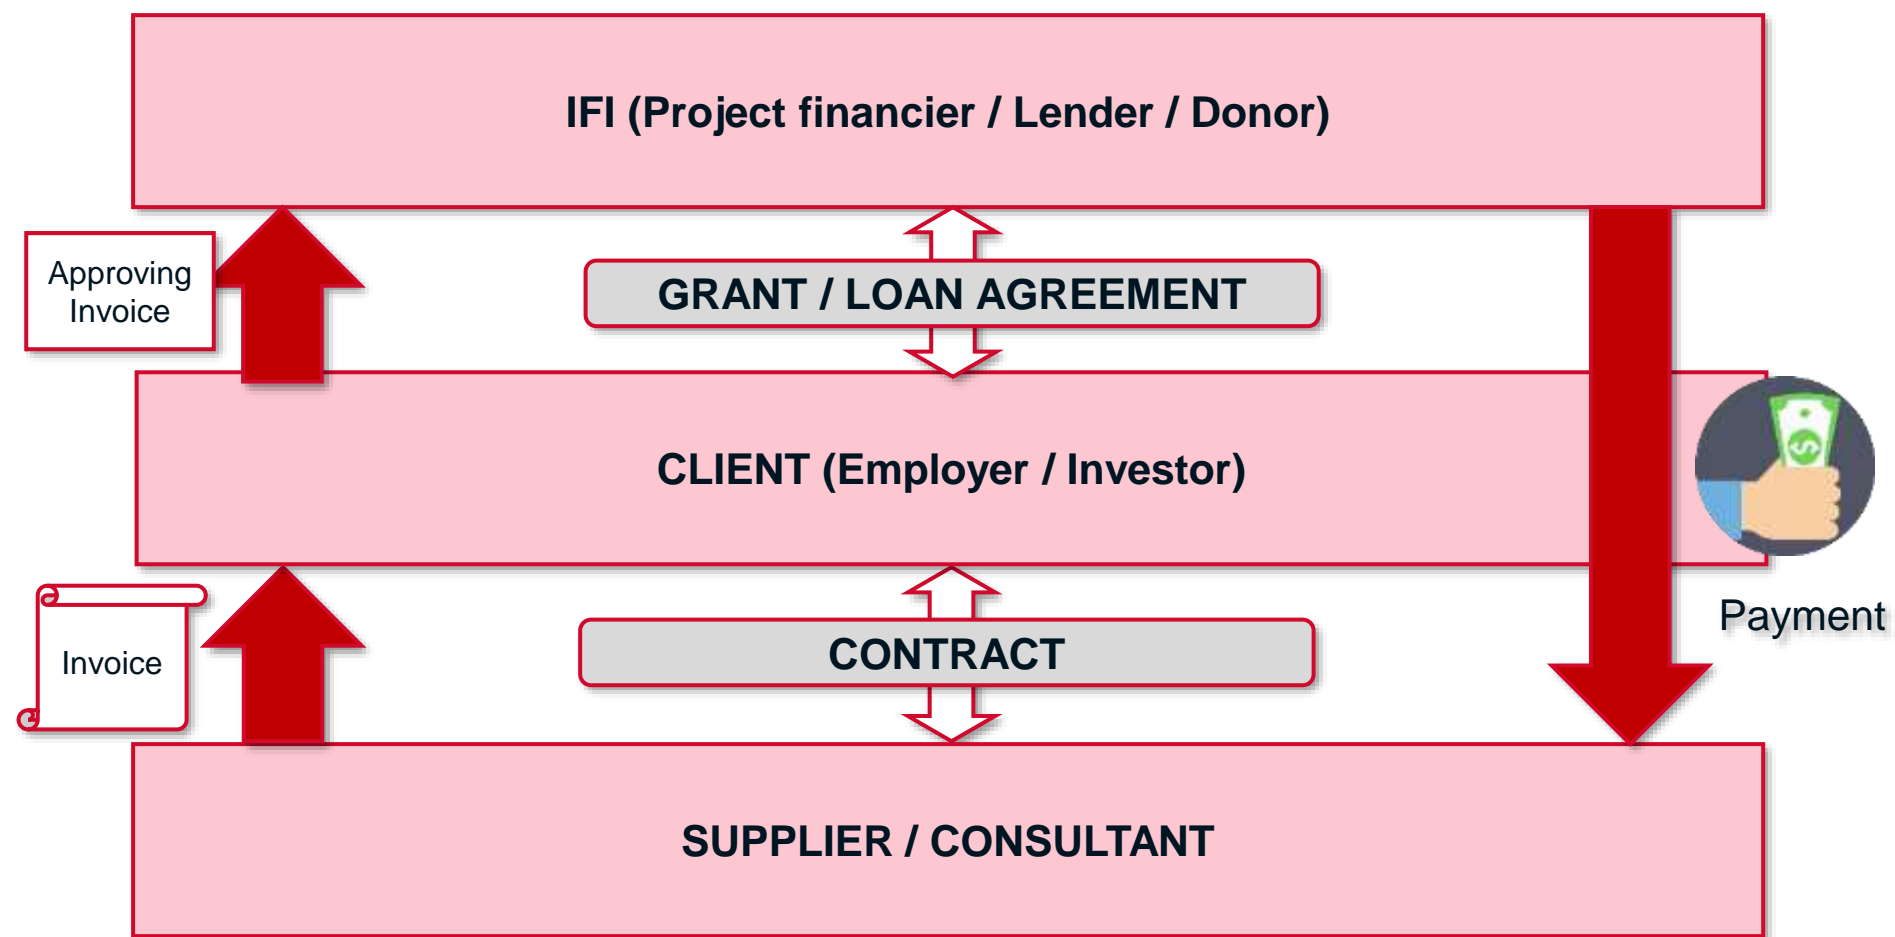 IFI (Project financier / Lender / Donor)
Approving
Invoice
GRANT / LOAN AGREEMENT
CLIENT (Employer / Investor)
Payment
Invoice
CONTRACT
SUPPLIER / CONSULTANT